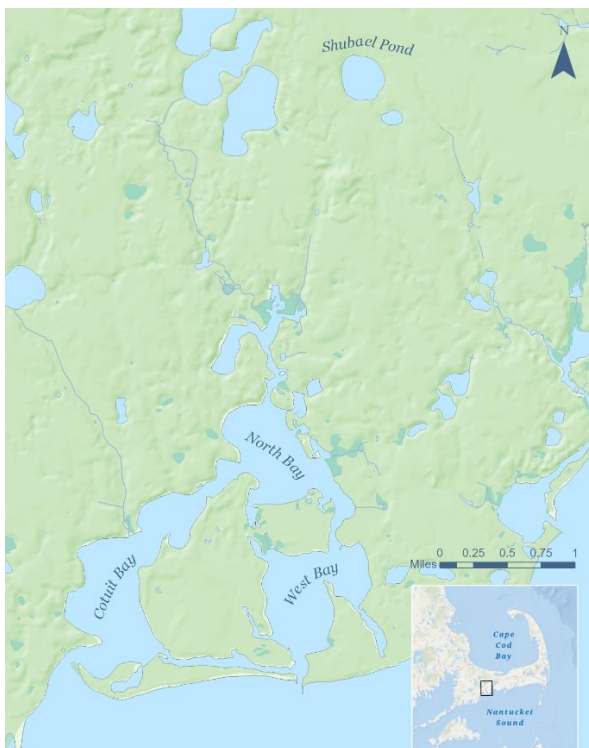 Shubael Pond
N
North Bay
Cotuit Bay
West Bay
0 0.25 0.5 0.75 1
Miles
Cape
Cod
Bay
Nantucket
Sound